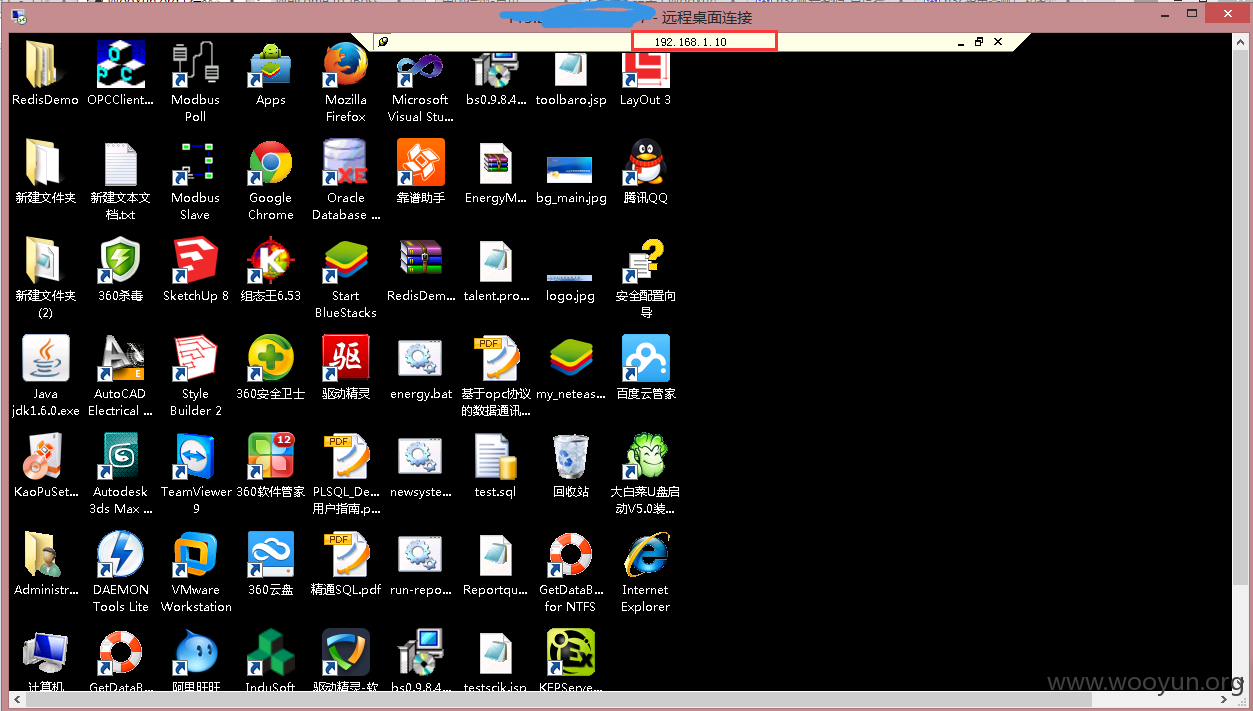 - 远程桌面连接
192.168.1.10
RedisDemo
OPCClient...
Modbus
Poll
Apps
Mozilla
Firefox
Microsoft
Visual Stu...
bs0.9.8.4...
toolbaro.jsp
LayOut 3
新建文件夹
新建文本文
档.txt
Modbus
Slave
Google
Chrome
Oracle
Database ...
靠谱助手
EnergyM...
bg_main.jpg
腾讯QQ
新建文件夹
(2)
360杀毒
SketchUp 8
组态王6.53
Start
BlueStacks
RedisDem...
talent.pro...
logo.jpg
安全配置向
导
Java
jdk1.6.0.exe
AutoCAD
Electrical ...
Style
Builder 2
360安全卫士
驱
驱动精灵
energy.bat
PDF
基于opc协议
的数据通讯...
my_neteas...
百度云管家
KaoPuSet...
Autodesk
3ds Max ...
TeamViewer
9
12
360软件管家
PDF
PLSQL_De...
用户指南.p...
newsyste...
test.sql
回收站
大白菜U盘启
动V5.0装...
Administr...
DAEMON
Tools Lite
VMware
Workstation
360云盘
PDF
精通SQL.pdf
run-repo...
Reportqu...
GetDataB...
for NTFS
Internet
Explorer
计算机
GetDataB...
阿里旺旺
InduSoft
驱动精灵-软
bs0.9.8.4...
testscik.jsp
KEPServe...
www.wooyun.org